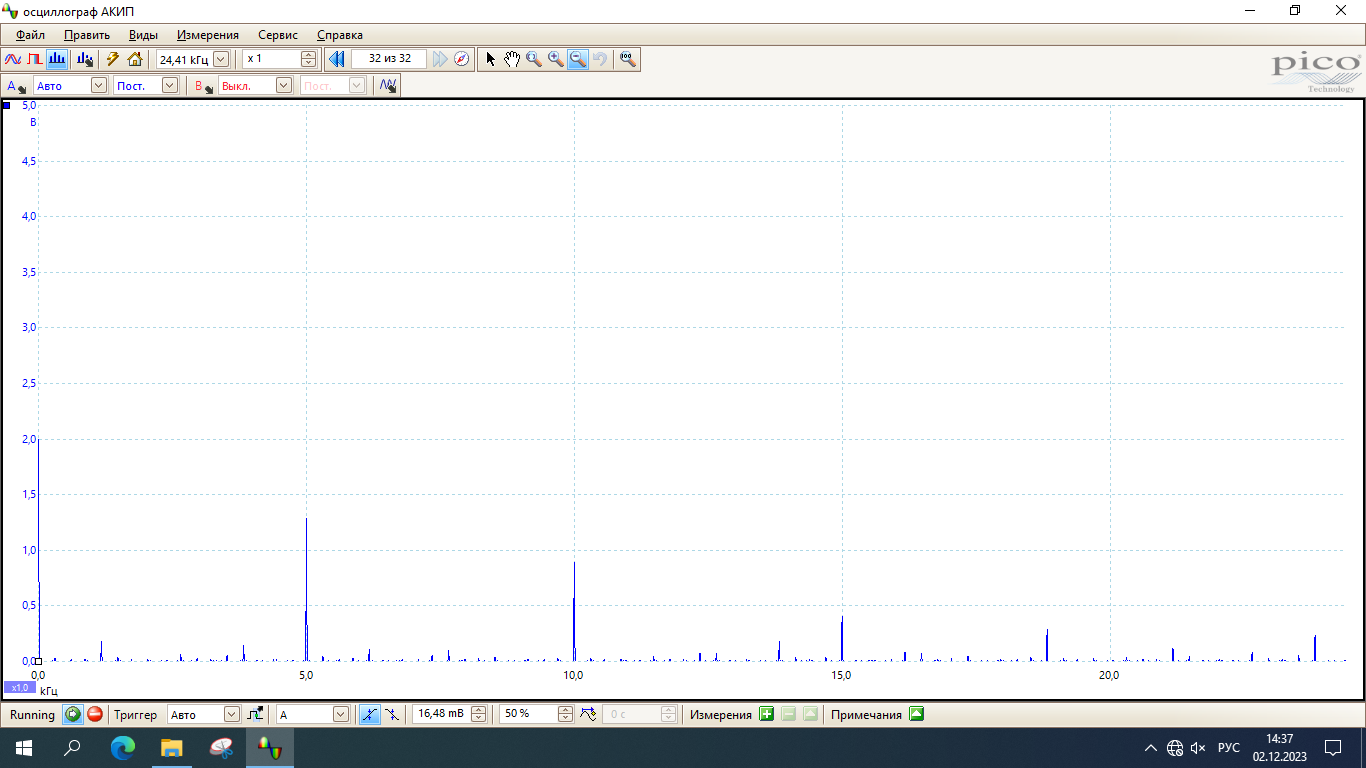 осциллограф АКИП
Файл Править Виды Измерения Сервис Справка
24,41 кГц x 1 32 из 32
pico
Technology
A Авто Пост. B Выкл. Пост.
5,0
В
4,5
4,0
3,5
3,0
2,5
2,0
1,5
1,0
0,5
0,0
0,0 5,0 10,0 15,0 20,0
x1,0 кГц
Running Триггер Авто A 16,48 mB 50 % 0 c Измерения Примечания
РУС 14:37
02.12.2023